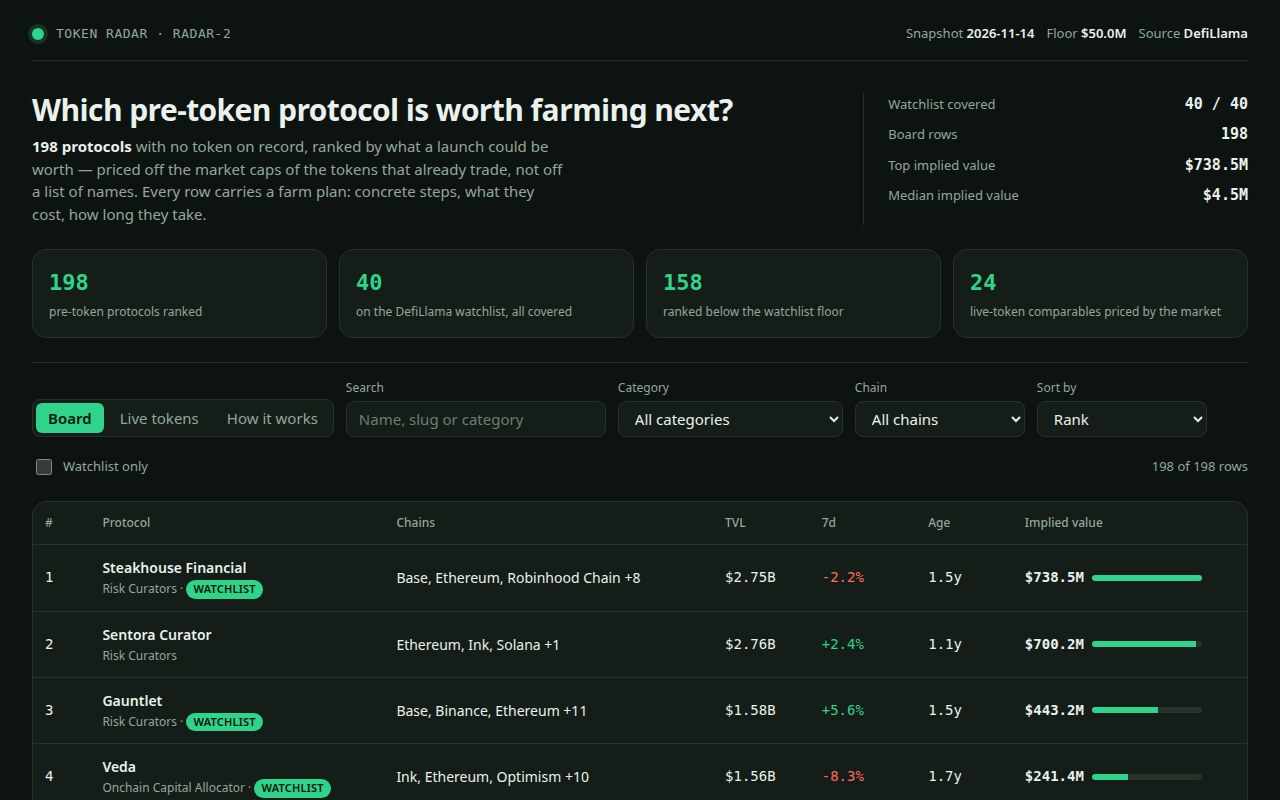 TOKEN RADAR · RADAR-2
Snapshot 2026-11-14 Floor $50.0M Source DefiLlama
Which pre-token protocol is worth farming next?
198 protocols with no token on record, ranked by what a launch could be
worth — priced off the market caps of the tokens that already trade, not off
a list of names. Every row carries a farm plan: concrete steps, what they
cost, how long they take.
Watchlist covered 40 / 40
Board rows 198
Top implied value $738.5M
Median implied value $4.5M
198
pre-token protocols ranked
40
on the DefiLlama watchlist, all covered
158
ranked below the watchlist floor
24
live-token comparables priced by the market
Board Live tokens How it works
Search
Name, slug or category
Category
All categories
Chain
All chains
Sort by
Rank
Watchlist only
198 of 198 rows
# Protocol Chains TVL 7d Age Implied value
1 Steakhouse Financial Base, Ethereum, Robinhood Chain +8 $2.75B -2.2% 1.5y $738.5M
Risk Curators · WATCHLIST
2 Sentora Curator Ethereum, Ink, Solana +1 $2.76B +2.4% 1.1y $700.2M
Risk Curators
3 Gauntlet Base, Binance, Ethereum +11 $1.58B +5.6% 1.5y $443.2M
Risk Curators · WATCHLIST
4 Veda Ink, Ethereum, Optimism +10 $1.56B -8.3% 1.7y $241.4M
Onchain Capital Allocator · WATCHLIST